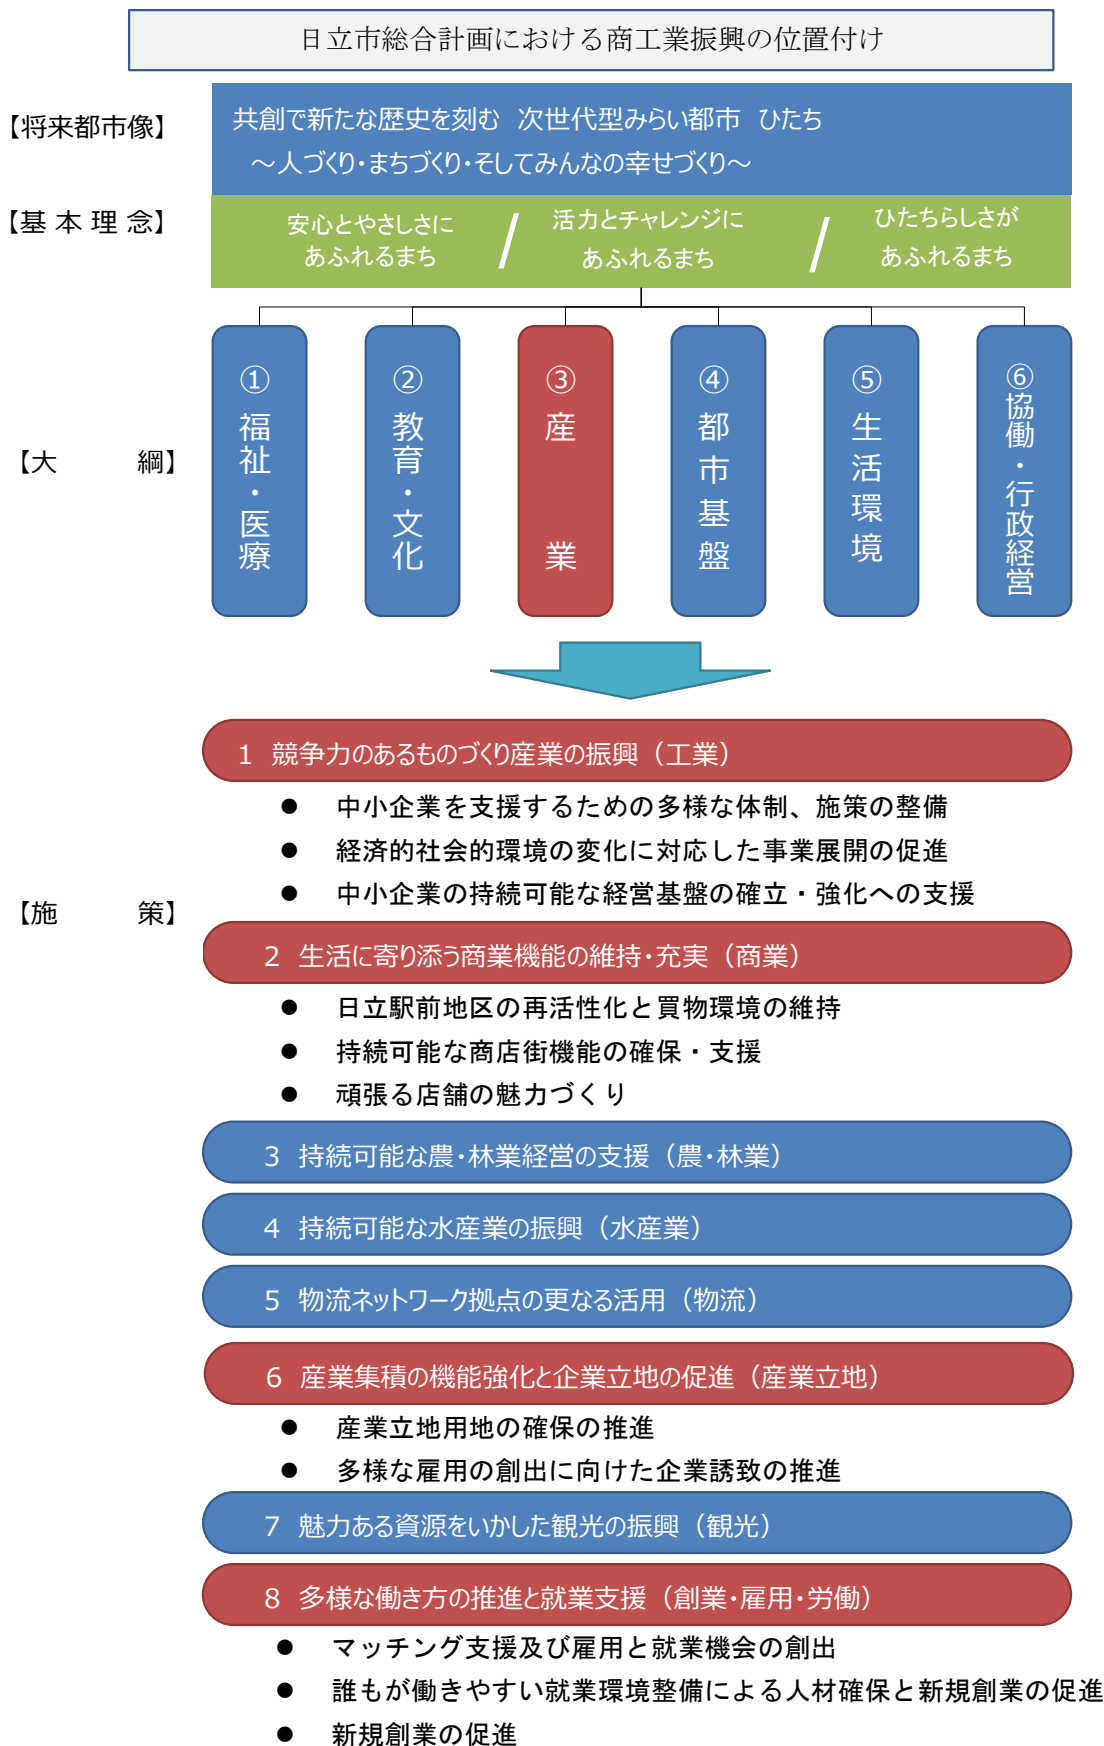 日立市総合計画における商工業振興の位置付け
【将来都市像】
共創で新たな歴史を刻む 次世代型みらい都市 ひたち
～人づくり・まちづくり・そしてみんなの幸せづくり～
【基本理念】
安心とやさしさに
あふれるまち
/
活力とチャレンジに
あふれるまち
/
ひたちらしさが
あふれるまち
【大 綱】
①福祉・医療
②教育・文化
③産 業
④都市基盤
⑤生活環境
⑥協働・行政経営
【施 策】
1 競争力のあるものづくり産業の振興（工業）
● 中小企業を支援するための多様な体制、施策の整備
● 経済的社会的環境の変化に対応した事業展開の促進
● 中小企業の持続可能な経営基盤の確立・強化への支援
2 生活に寄り添う商業機能の維持・充実（商業）
● 日立駅前地区の再活性化と買物環境の維持
● 持続可能な商店街機能の確保・支援
● 頑張る店舗の魅力づくり
3 持続可能な農・林業経営の支援（農・林業）
4 持続可能な水産業の振興（水産業）
5 物流ネットワーク拠点の更なる活用（物流）
6 産業集積の機能強化と企業立地の促進（産業立地）
● 産業立地用地の確保の推進
● 多様な雇用の創出に向けた企業誘致の推進
7 魅力ある資源をいかした観光の振興（観光）
8 多様な働き方の推進と就業支援（創業・雇用・労働）
● マッチング支援及び雇用と就業機会の創出
● 誰もが働きやすい就業環境整備による人材確保と新規創業の促進
● 新規創業の促進